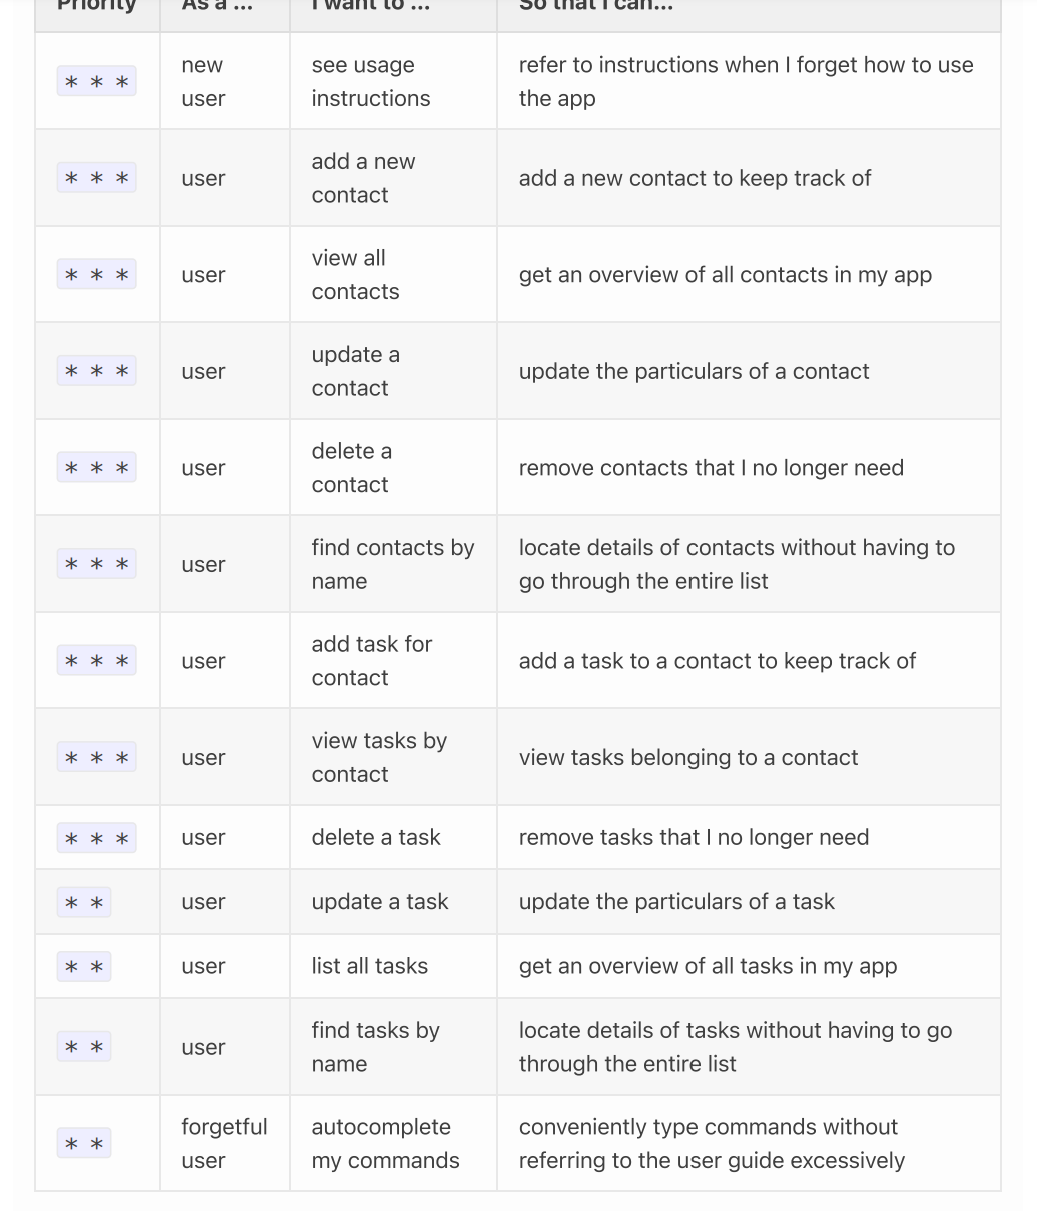 Priority As a ... I want to ... So that I can...
* * * new see usage refer to instructions when I forget how to use
user instructions the app
* * * user add a new add a new contact to keep track of
contact
* * * user view all get an overview of all contacts in my app
contacts
* * * user update a update the particulars of a contact
contact
* * * user delete a remove contacts that I no longer need
contact
* * * user find contacts by locate details of contacts without having to
name go through the entire list
* * * user add task for add a task to a contact to keep track of
contact
* * * user view tasks by view tasks belonging to a contact
contact
* * * user delete a task remove tasks that I no longer need
* * user update a task update the particulars of a task
* * user list all tasks get an overview of all tasks in my app
* * user find tasks by locate details of tasks without having to go
name through the entire list
* * forgetful autocomplete conveniently type commands without
user my commands referring to the user guide excessively